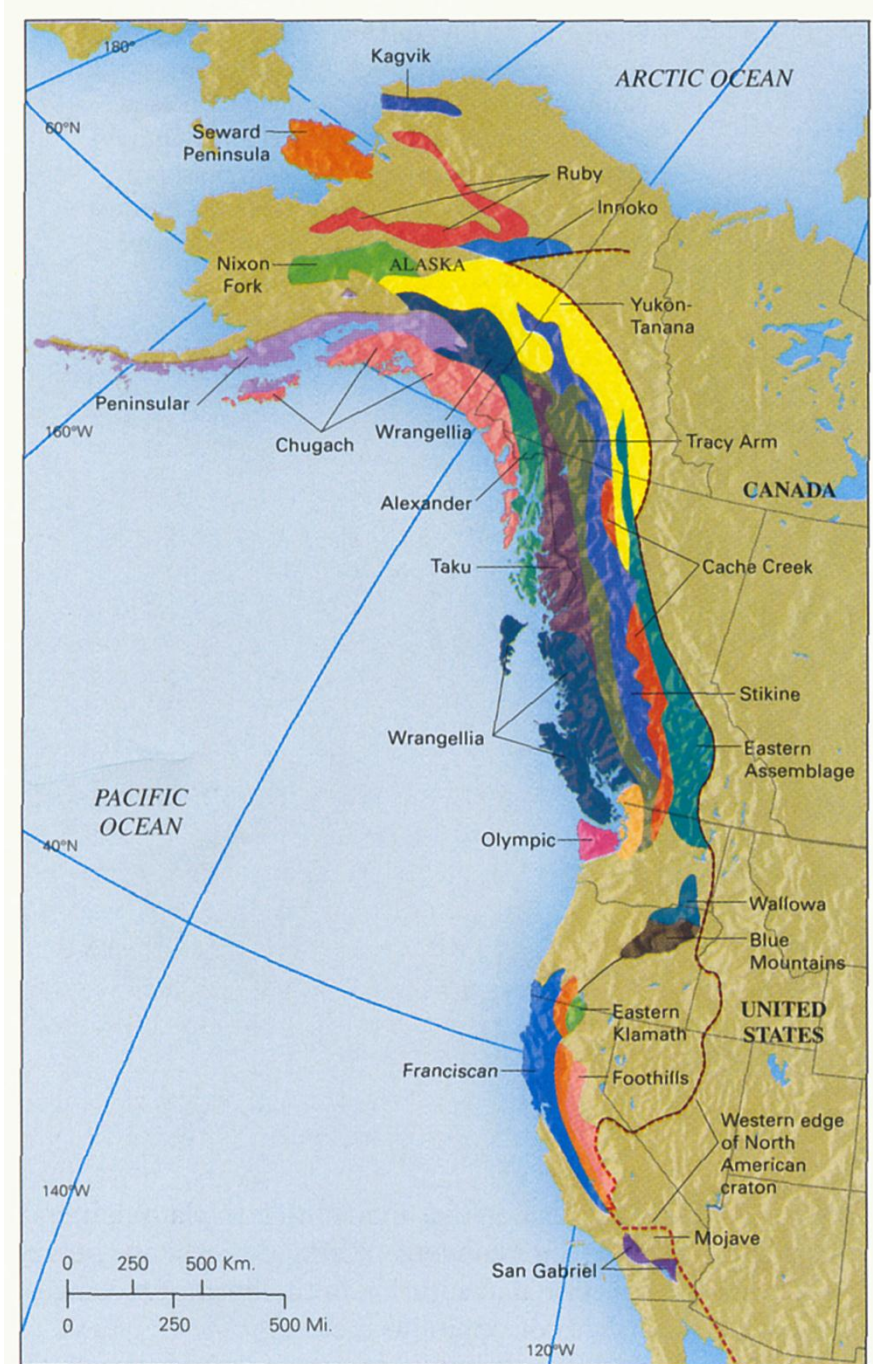 180°
Kagvik
ARCTIC OCEAN
60°N
Seward
Peninsula
Ruby
Innoko
Nixon
Fork
ALASKA
Yukon-
Tanana
Peninsular
160°W
Chugach
Wrangellia
Tracy Arm
CANADA
Alexander
Taku
Cache Creek
Stikine
Wrangellia
Eastern
Assemblage
PACIFIC
OCEAN
Olympic
40°N
Wallowa
Blue
Mountains
Eastern
Klamath
UNITED
STATES
Franciscan
Foothills
Western edge
of North
American
craton
140°W
Mojave
San Gabriel
0 250 500 Km.
0 250 500 Mi.
120°W